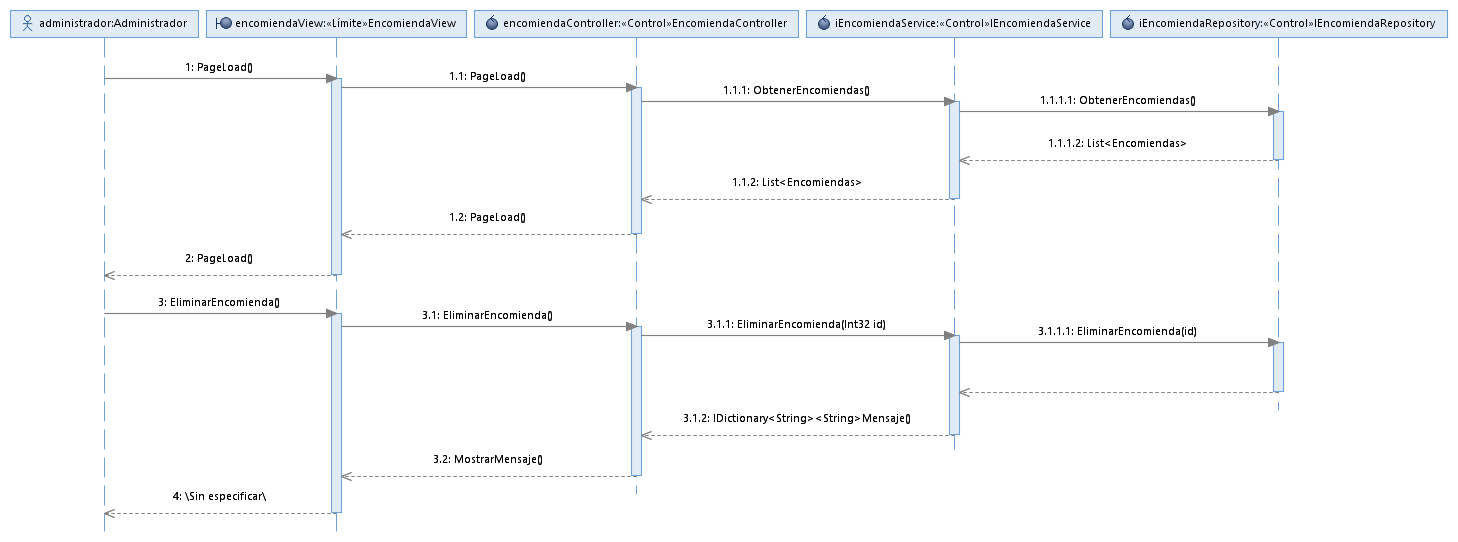 administrador:Administrador
encomiendaView:«Límite»EncomiendaView
encomiendaController:«Control»EncomiendaController
iEncomiendaService:«Control»IEncomiendaService
iEncomiendaRepository:«Control»IEncomiendaRepository
1: PageLoad()
1.1: PageLoad()
1.1.1: ObtenerEncomiendas()
1.1.1.1: ObtenerEncomiendas()
1.1.1.2: List<Encomiendas>
1.1.2: List<Encomiendas>
1.2: PageLoad()
2: PageLoad()
3: EliminarEncomienda()
3.1: EliminarEncomienda()
3.1.1: EliminarEncomienda(Int32 id)
3.1.1.1: EliminarEncomienda(id)
3.1.2: IDictionary<String><String>Mensaje()
3.2: MostrarMensaje()
4: \Sin especificar\